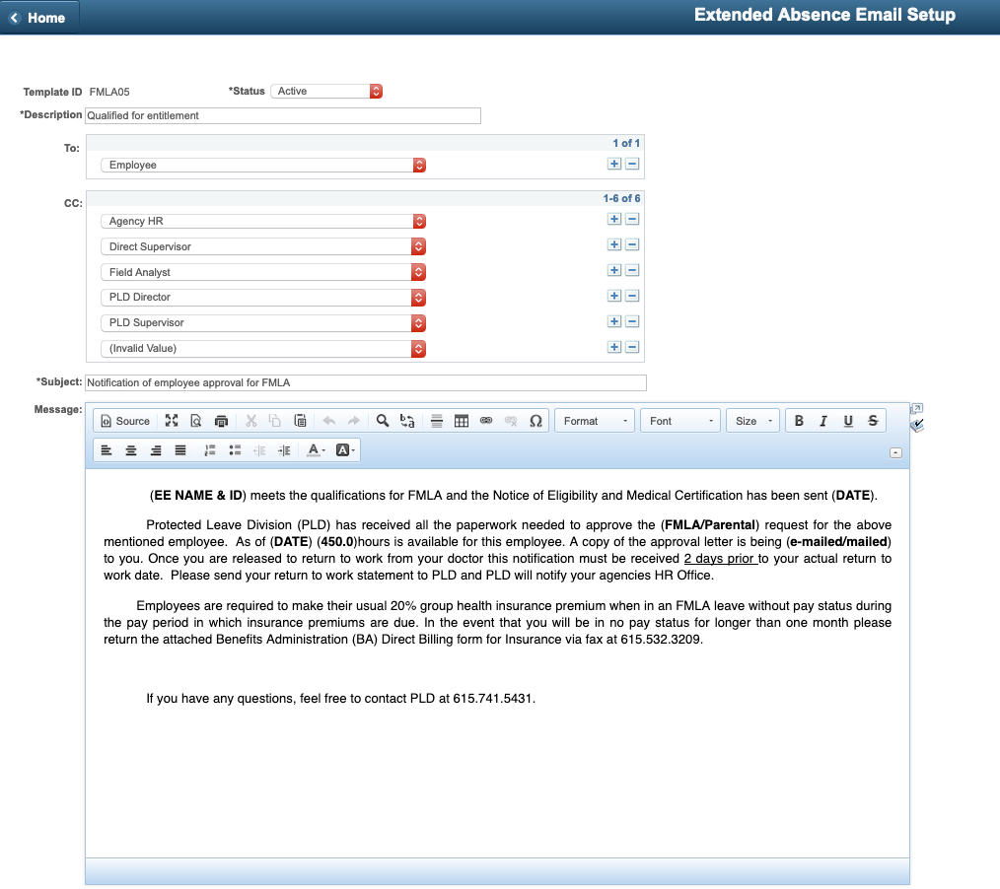 Home
Extended Absence Email Setup
Template ID FMLA05 *Status Active
*Description Qualified for entitlement
To: 1 of 1
Employee
CC: 1-6 of 6
Agency HR
Direct Supervisor
Field Analyst
PLD Director
PLD Supervisor
(Invalid Value)
*Subject: Notification of employee approval for FMLA
Message:
Source Format Font Size B I U S
(EE NAME & ID) meets the qualifications for FMLA and the Notice of Eligibility and Medical Certification has been sent (DATE).
Protected Leave Division (PLD) has received all the paperwork needed to approve the (FMLA/Parental) request for the above
mentioned employee.  As of (DATE) (450.0)hours is available for this employee. A copy of the approval letter is being (e-mailed/mailed)
to you. Once you are released to return to work from your doctor this notification must be received 2 days prior to your actual return to
work date.  Please send your return to work statement to PLD and PLD will notify your agencies HR Office.
Employees are required to make their usual 20% group health insurance premium when in an FMLA leave without pay status during
the pay period in which insurance premiums are due. In the event that you will be in no pay status for longer than one month please
return the attached Benefits Administration (BA) Direct Billing form for Insurance via fax at 615.532.3209.
If you have any questions, feel free to contact PLD at 615.741.5431.